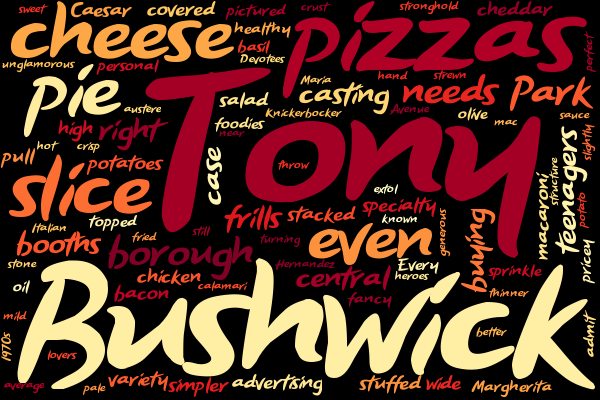 sweet
Caesar
covered
pictured
crust
stronghold
cheddar
cheese
healthy
basil
Devotees
pizzas
perfect
unglamorous
personal
pie
austere
Tony
salad
foodies
near
Maria
casting
knickerbocker
hand
strewn
Avenue
needs
Park
olive
mac
sauce
slightly
high
right
pull
hot
crisp
potatoes
case
throw
extol
macaroni
structure
teenagers
potato
slice
Italian
topped
frills
stacked
specialty
known
generous
booths
fried
still
turning
even
buying
pricey
stone
borough
chicken
Hernandez
central
Every
heroes
sprinkle
oil
bacon
calamari
fancy
thinner
mild
Bushwick
better
admit
1970s
lovers
average
pale
variety
simpler
advertising
stuffed
wide
Margherita